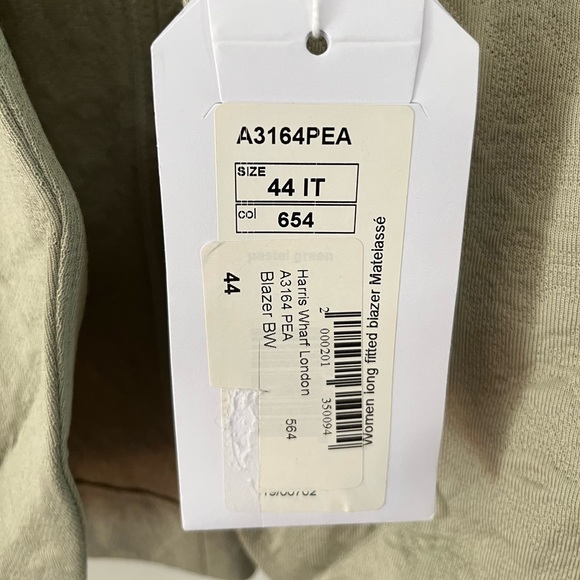 A3164PEA
SIZE
44 IT
col
654
pastel green
44
Harris Wharf London
A3164 PEA
Blazer BW
564
2 000201 350094
Women long fitted blazer Matelassé